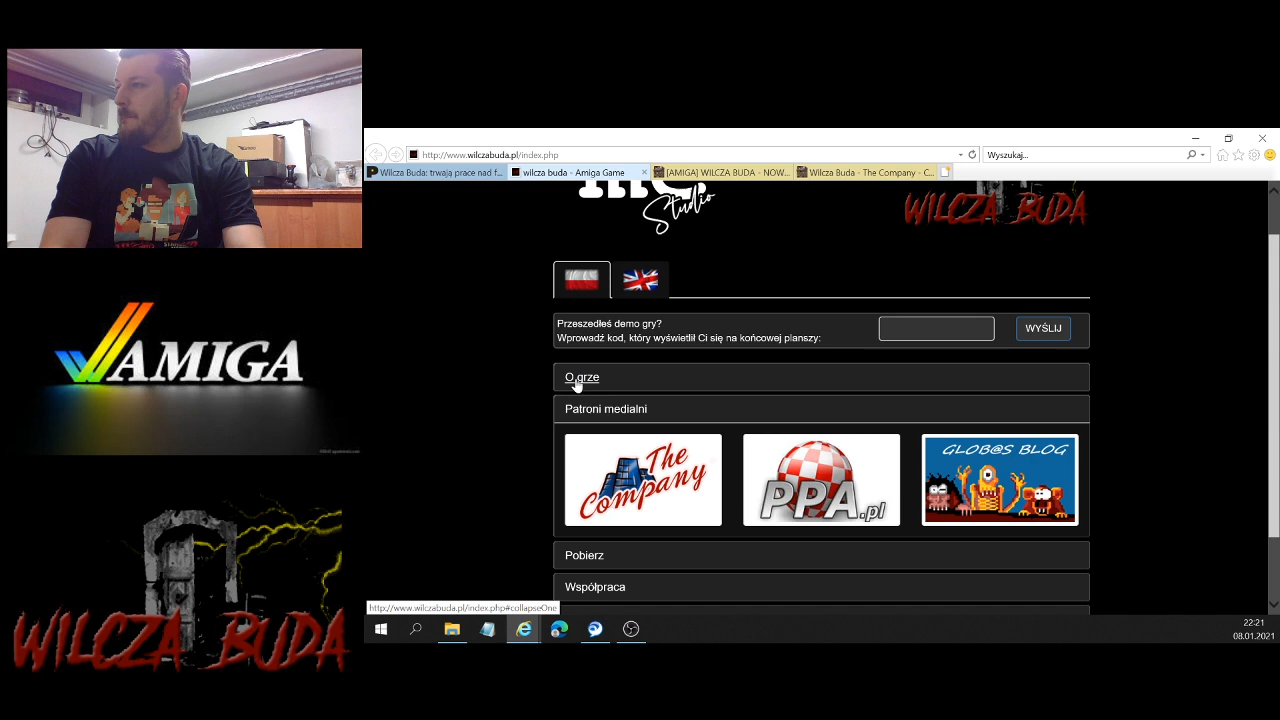 http://www.wilczabuda.pl/index.php
Wyszukaj...
Wilcza Buda: trwają prace nad f...
wilcza buda - Amiga Game
[AMIGA] WILCZA BUDA - NOW...
Wilcza Buda - The Company - C...
Studio
WILCZA BUDA
Przeszedłeś demo gry?
Wprowadź kod, który wyświetlił Ci się na końcowej planszy:
WYŚLIJ
O grze
Patroni medialni
The Company
PPA.pl
GLOB@S BLOG
Pobierz
Współpraca
http://www.wilczabuda.pl/index.php#collapseOne
22:21
08.01.2021
AMIGA
WILCZA BUDA